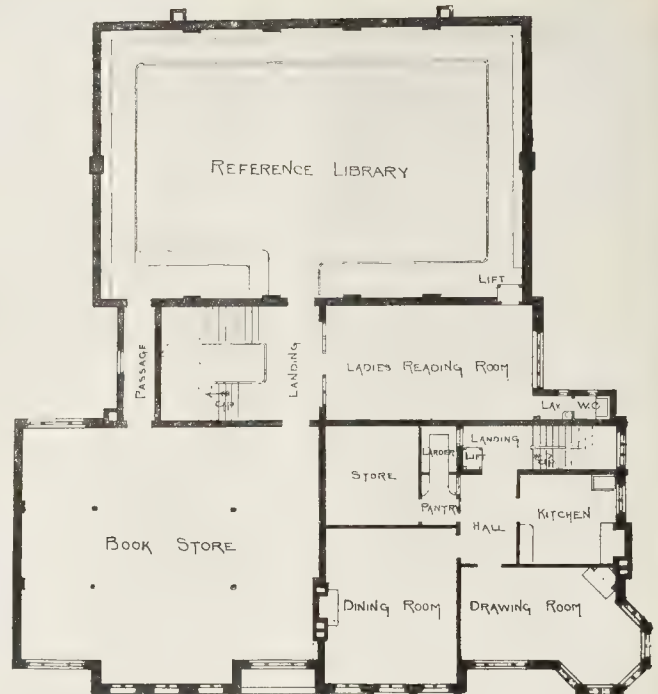 REFERENCE LIBRARY
LIFT
PASSAGE
LANDING
LADIES READING ROOM
LAV. W.C.
LANDING
LARDER
LIFT
UP
STORE
PANTRY
HALL
KITCHEN
BOOK STORE
DINING ROOM
DRAWING ROOM